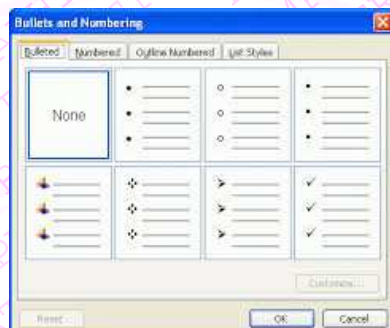 Bullets and Numbering
Bulleted Numbered Outline Numbered List Styles
None
Customize...
Reset... OK Cancel